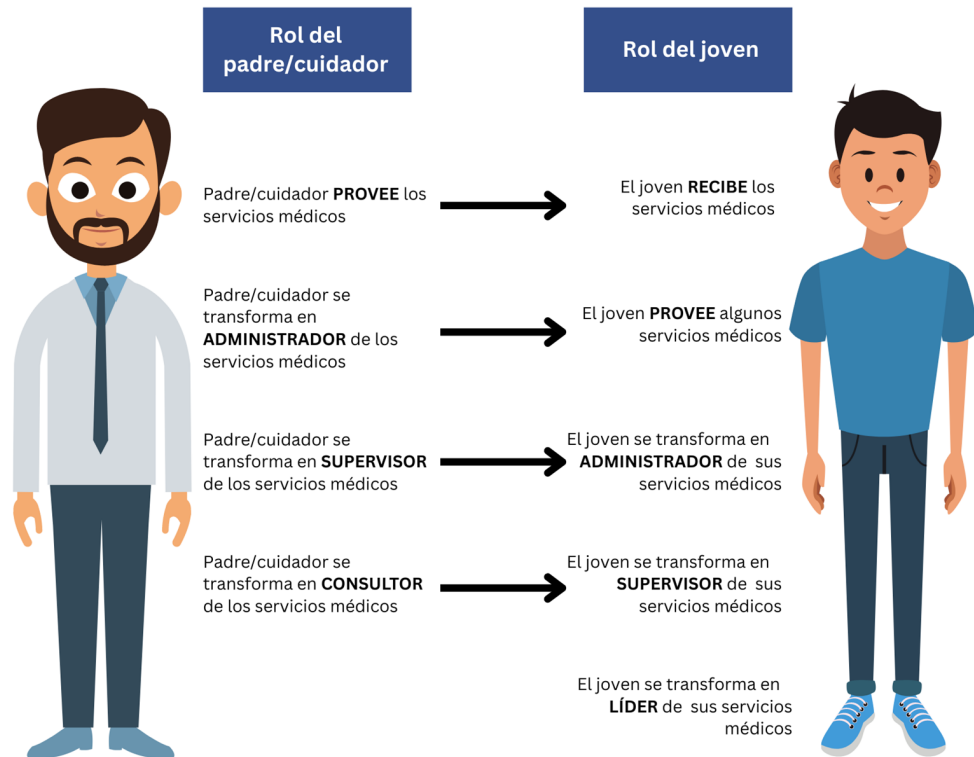 Rol del
padre/cuidador
Rol del joven
Padre/cuidador PROVEE los
servicios médicos
El joven RECIBE los
servicios médicos
Padre/cuidador se
transforma en
ADMINISTRADOR de los
servicios médicos
El joven PROVEE algunos
servicios médicos
Padre/cuidador se
transforma en SUPERVISOR
de los servicios médicos
El joven se transforma en
ADMINISTRADOR de sus
servicios médicos
Padre/cuidador se
transforma en CONSULTOR
de los servicios médicos
El joven se transforma en
SUPERVISOR de sus
servicios médicos
El joven se transforma en
LÍDER de sus servicios
médicos